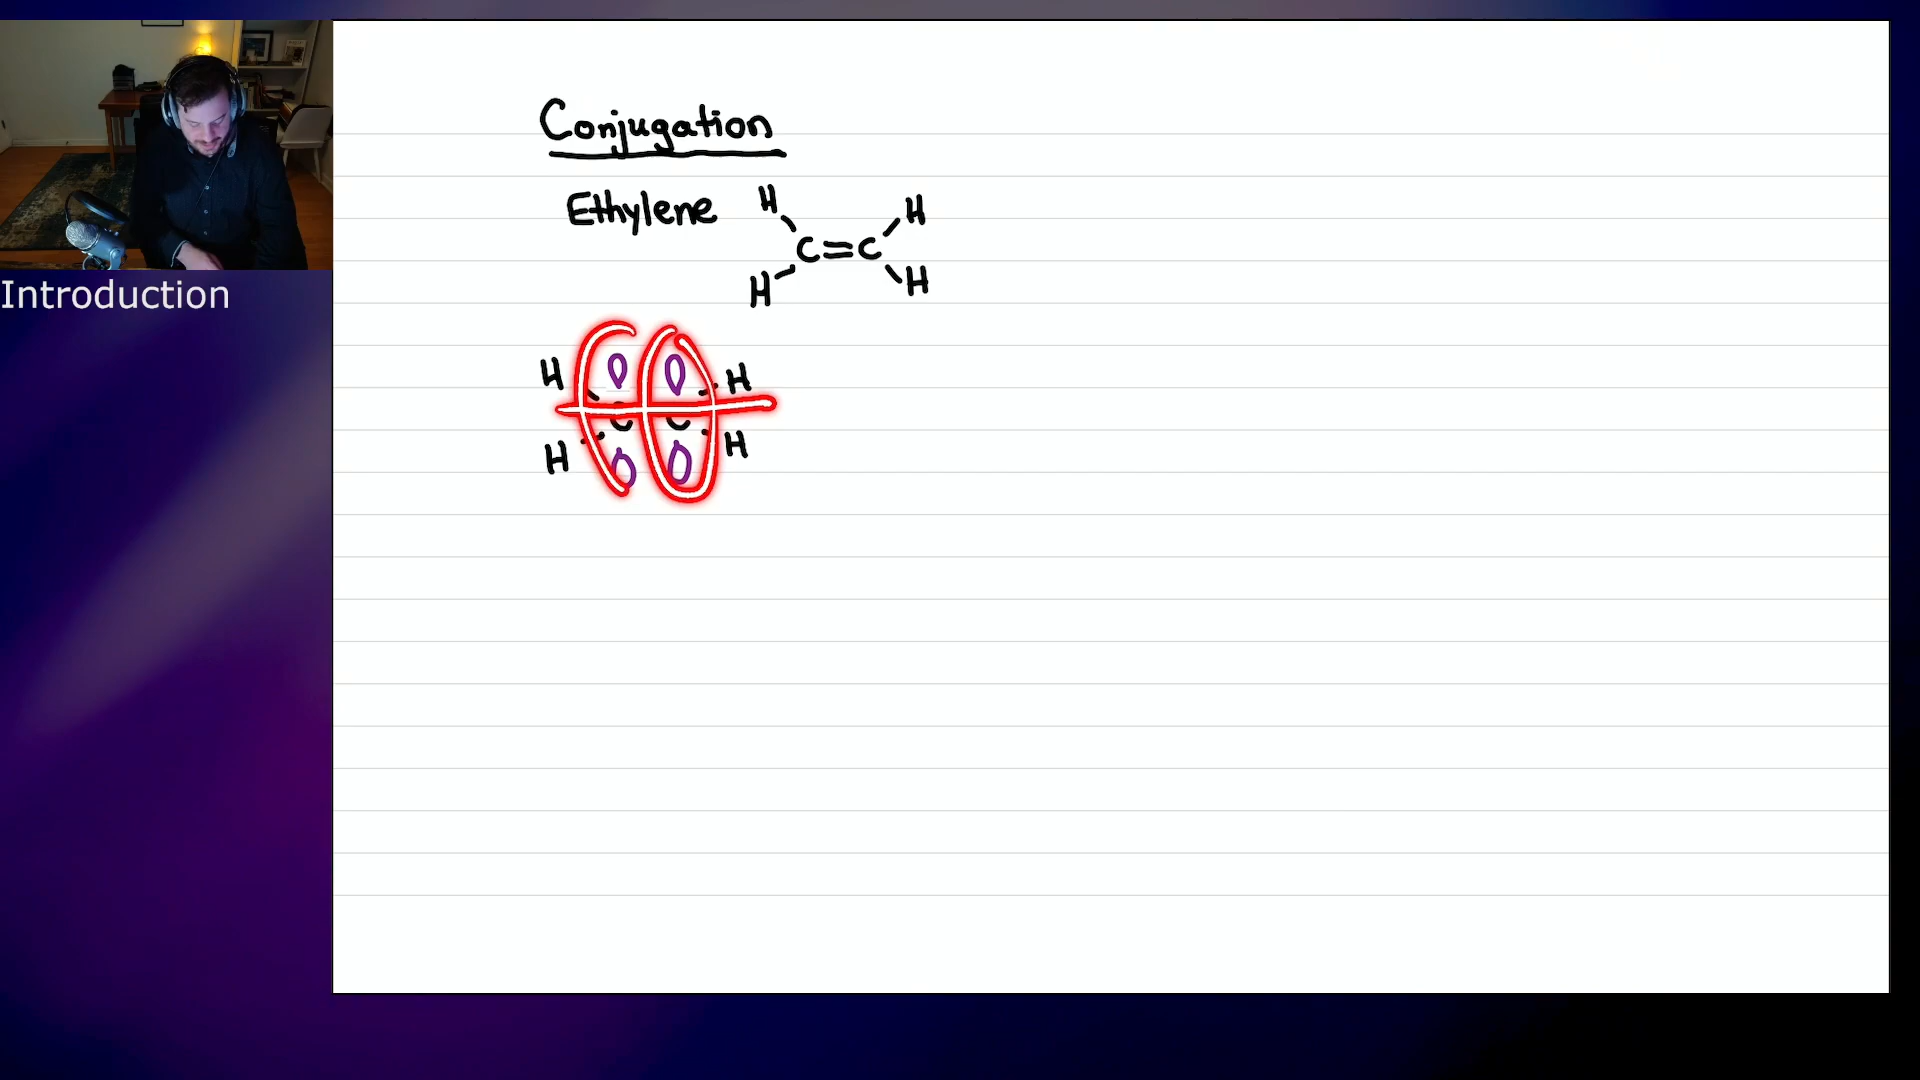 Introduction
Conjugation
Ethylene
H H
C=C
H H
H H
C C
H H